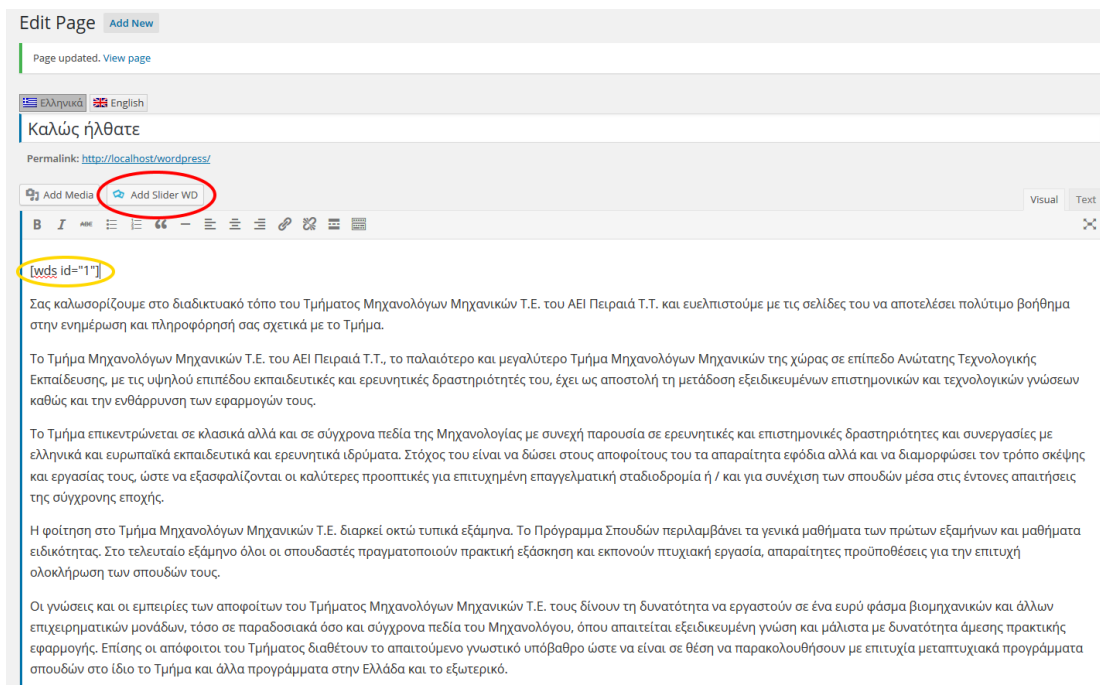 Edit Page Add New
Page updated. View page
Ελληνικά English
Καλώς ήλθατε
Permalink: http://localhost/wordpress/
Add Media Add Slider WD Visual Text
B I ABC
[wds id="1"]
Σας καλωσορίζουμε στο διαδικτυακό τόπο του Τμήματος Μηχανολόγων Μηχανικών Τ.Ε. του ΑΕΙ Πειραιά Τ.Τ. και ευελπιστούμε με τις σελίδες του να αποτελέσει πολύτιμο βοήθημα
στην ενημέρωση και πληροφόρησή σας σχετικά με το Τμήμα.
Το Τμήμα Μηχανολόγων Μηχανικών Τ.Ε. του ΑΕΙ Πειραιά Τ.Τ., το παλαιότερο και μεγαλύτερο Τμήμα Μηχανολόγων Μηχανικών της χώρας σε επίπεδο Ανώτατης Τεχνολογικής
Εκπαίδευσης, με τις υψηλού επιπέδου εκπαιδευτικές και ερευνητικές δραστηριότητές του, έχει ως αποστολή τη μετάδοση εξειδικευμένων επιστημονικών και τεχνολογικών γνώσεων
καθώς και την ενθάρρυνση των εφαρμογών τους.
Το Τμήμα επικεντρώνεται σε κλασικά αλλά και σε σύγχρονα πεδία της Μηχανολογίας με συνεχή παρουσία σε ερευνητικές και επιστημονικές δραστηριότητες και συνεργασίες με
ελληνικά και ευρωπαϊκά εκπαιδευτικά και ερευνητικά ιδρύματα. Στόχος του είναι να δώσει στους αποφοίτους του τα απαραίτητα εφόδια αλλά και να διαμορφώσει τον τρόπο σκέψης
και εργασίας τους, ώστε να εξασφαλίζονται οι καλύτερες προοπτικές για επιτυχημένη επαγγελματική σταδιοδρομία ή / και για συνέχιση των σπουδών μέσα στις έντονες απαιτήσεις
της σύγχρονης εποχής.
Η φοίτηση στο Τμήμα Μηχανολόγων Μηχανικών Τ.Ε. διαρκεί οκτώ τυπικά εξάμηνα. Το Πρόγραμμα Σπουδών περιλαμβάνει τα γενικά μαθήματα των πρώτων εξαμήνων και μαθήματα
ειδικότητας. Στο τελευταίο εξάμηνο όλοι οι σπουδαστές πραγματοποιούν πρακτική εξάσκηση και εκπονούν πτυχιακή εργασία, απαραίτητες προϋποθέσεις για την επιτυχή
ολοκλήρωση των σπουδών τους.
Οι γνώσεις και οι εμπειρίες των αποφοίτων του Τμήματος Μηχανολόγων Μηχανικών Τ.Ε. τους δίνουν τη δυνατότητα να εργαστούν σε ένα ευρύ φάσμα βιομηχανικών και άλλων
επιχειρηματικών μονάδων, τόσο σε παραδοσιακά όσο και σύγχρονα πεδία του Μηχανολόγου, όπου απαιτείται εξειδικευμένη γνώση και μάλιστα με δυνατότητα άμεσης πρακτικής
εφαρμογής. Επίσης οι απόφοιτοι του Τμήματος διαθέτουν το απαιτούμενο γνωστικό υπόβαθρο ώστε να είναι σε θέση να παρακολουθήσουν με επιτυχία μεταπτυχιακά προγράμματα
σπουδών στο ίδιο το Τμήμα και άλλα προγράμματα στην Ελλάδα και το εξωτερικό.